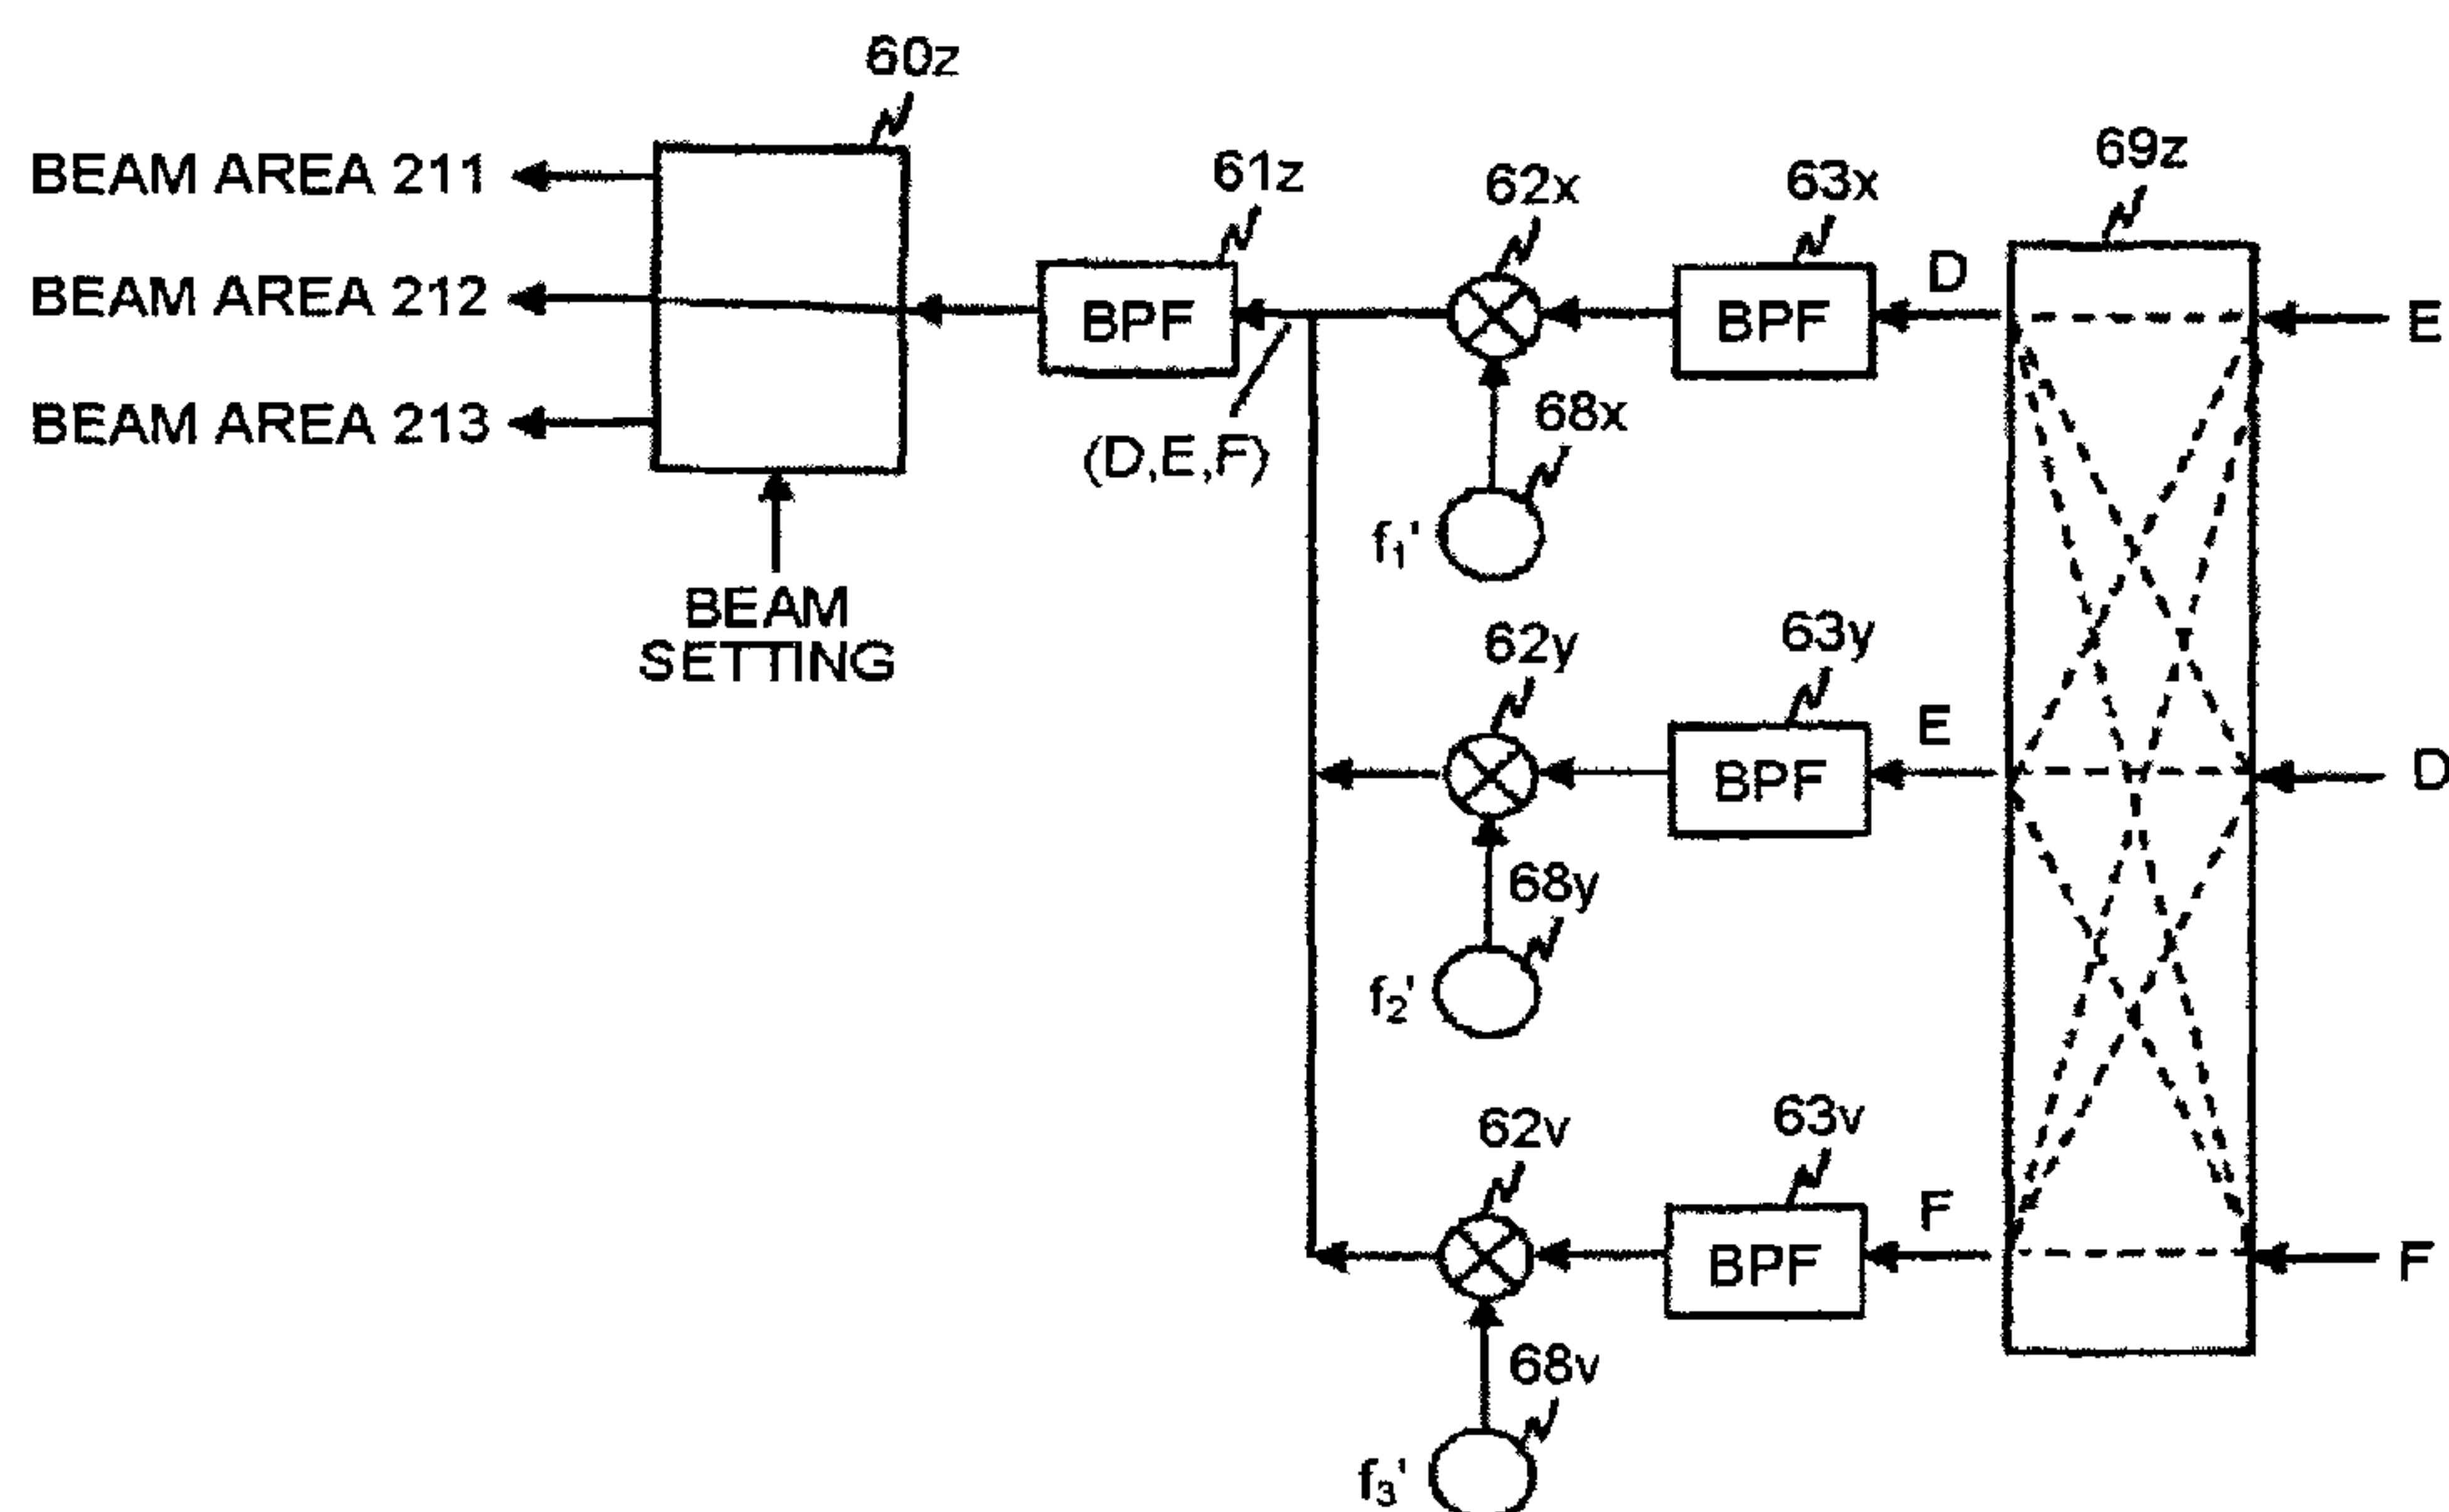 60z
69z
BEAM AREA 211
61z
62x
63x
D
BEAM AREA 212
BPF
BPF
E
BEAM AREA 213
68x
(D,E,F)
f₁'
BEAM
SETTING
62y
63y
E
BPF
D
68y
f₂'
62v
63v
F
BPF
F
68v
f₃'